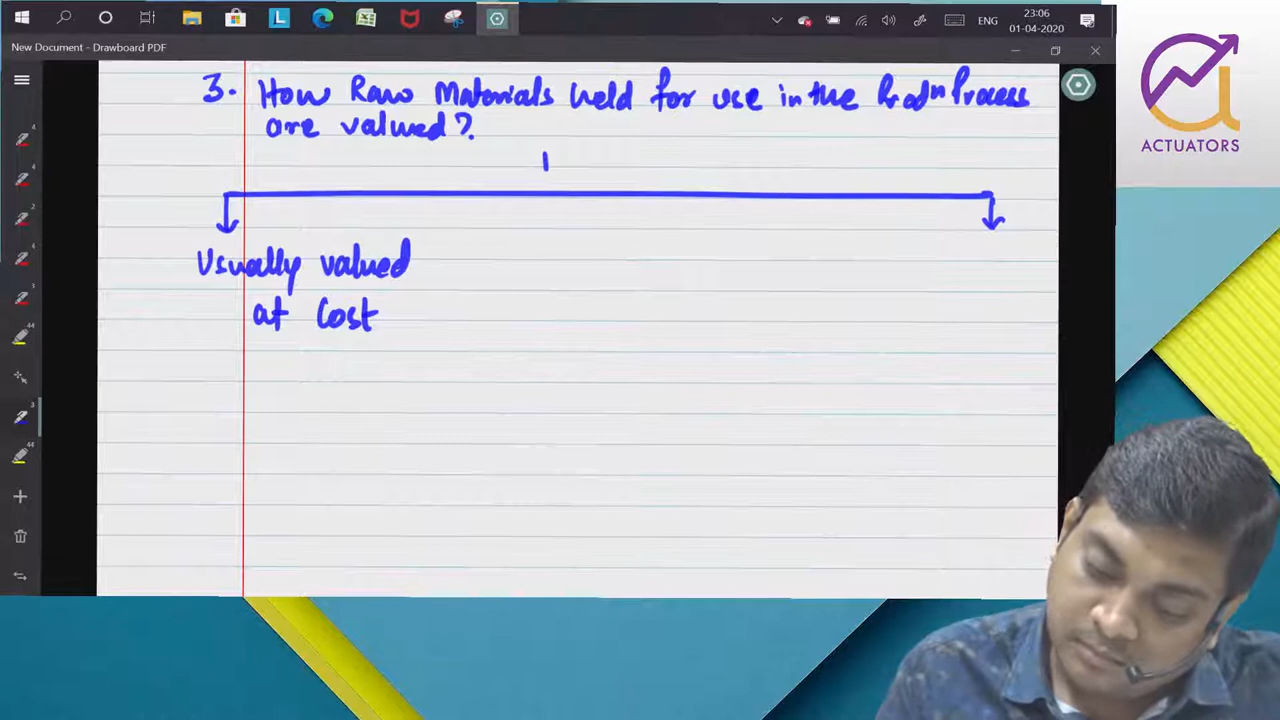 23:06
ENG
01-04-2020
New Document - Drawboard PDF
ACTUATORS
3. How Raw Materials held for use in the Prodn Process
are valued?
Usually valued
at Cost